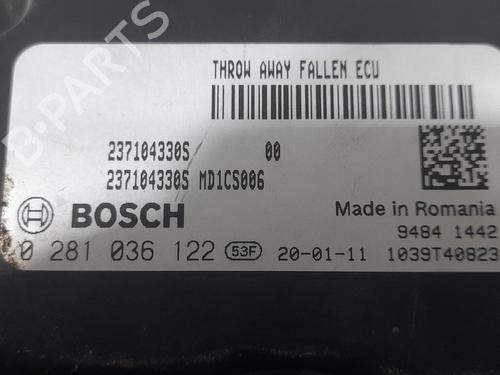 THROW AWAY FALLEN ECU
237104330S/ 00
237104330S MD1CS006
BOSCH
Made in Romania
9484 1442
0 281 036 122 53F 20-01-11 1039T40823
B-PARTS